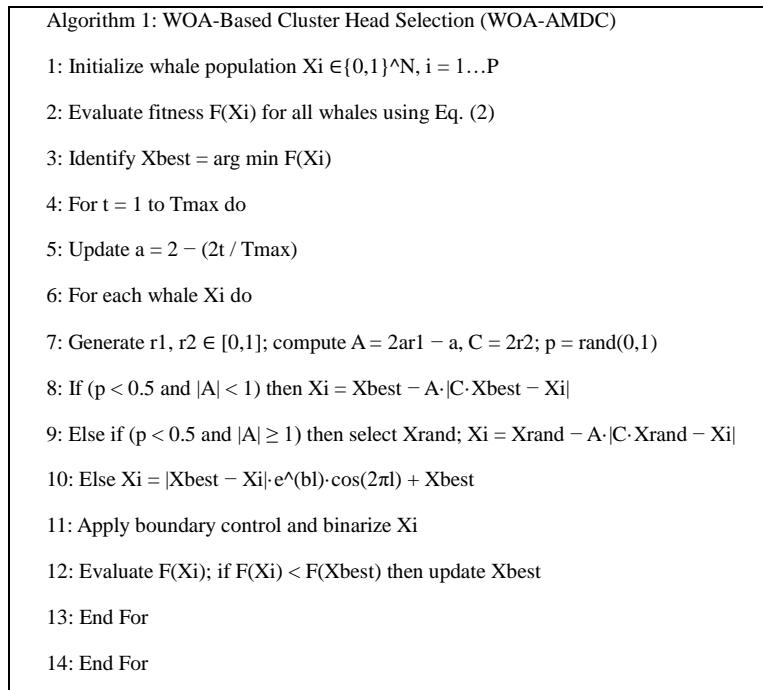 Algorithm 1: WOA-Based Cluster Head Selection (WOA-AMDC)
1: Initialize whale population Xi ∈{0,1}^N, i = 1…P
2: Evaluate fitness F(Xi) for all whales using Eq. (2)
3: Identify Xbest = arg min F(Xi)
4: For t = 1 to Tmax do
5: Update a = 2 − (2t / Tmax)
6: For each whale Xi do
7: Generate r1, r2 ∈ [0,1]; compute A = 2ar1 − a, C = 2r2; p = rand(0,1)
8: If (p < 0.5 and |A| < 1) then Xi = Xbest − A·|C·Xbest − Xi|
9: Else if (p < 0.5 and |A| ≥ 1) then select Xrand; Xi = Xrand − A·|C·Xrand − Xi|
10: Else Xi = |Xbest − Xi|·e^(bl)·cos(2πl) + Xbest
11: Apply boundary control and binarize Xi
12: Evaluate F(Xi); if F(Xi) < F(Xbest) then update Xbest
13: End For
14: End For